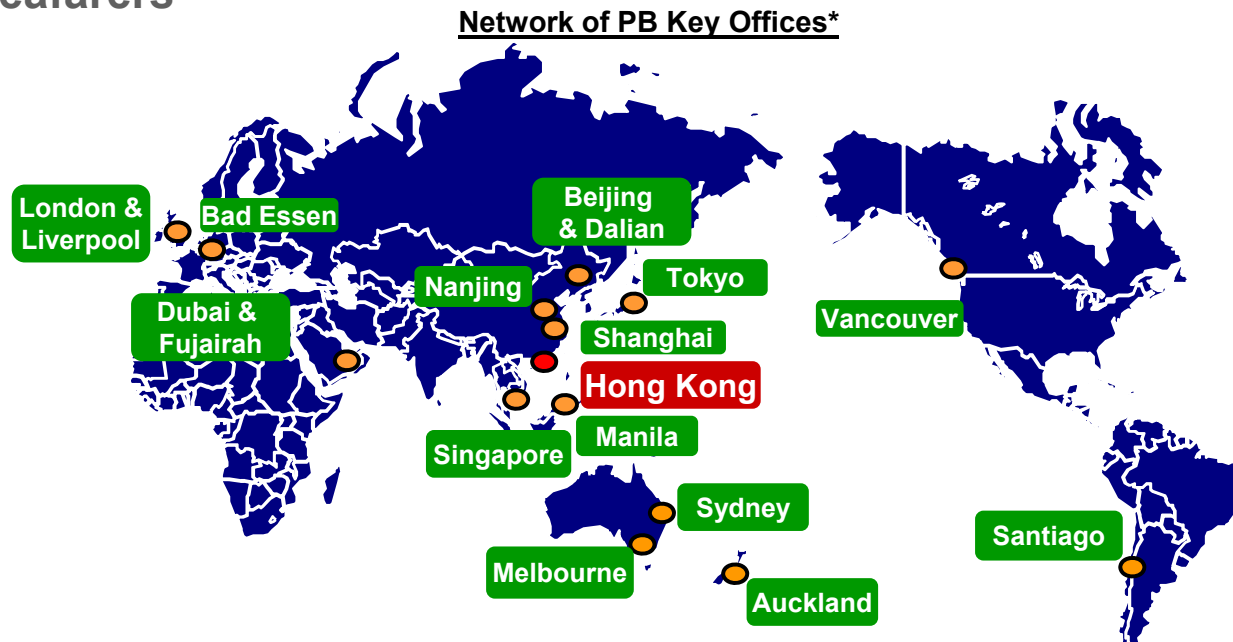 Network of PB Key Offices*
London &
Liverpool
Bad Essen
Beijing
& Dalian
Nanjing
Tokyo
Dubai &
Fujairah
Shanghai
Vancouver
Hong Kong
Manila
Singapore
Sydney
Santiago
Melbourne
Auckland